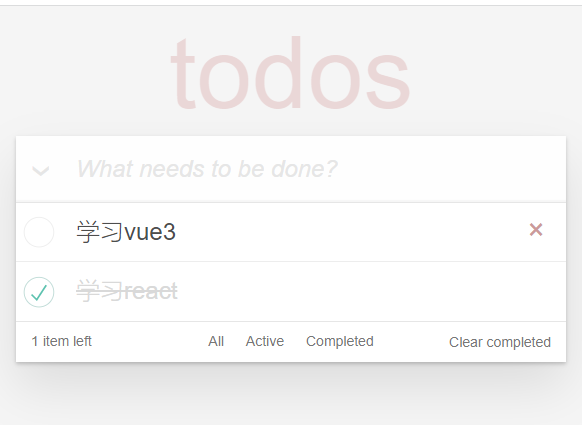 todos
What needs to be done?
学习vue3
学习react
1 item left All Active Completed Clear completed